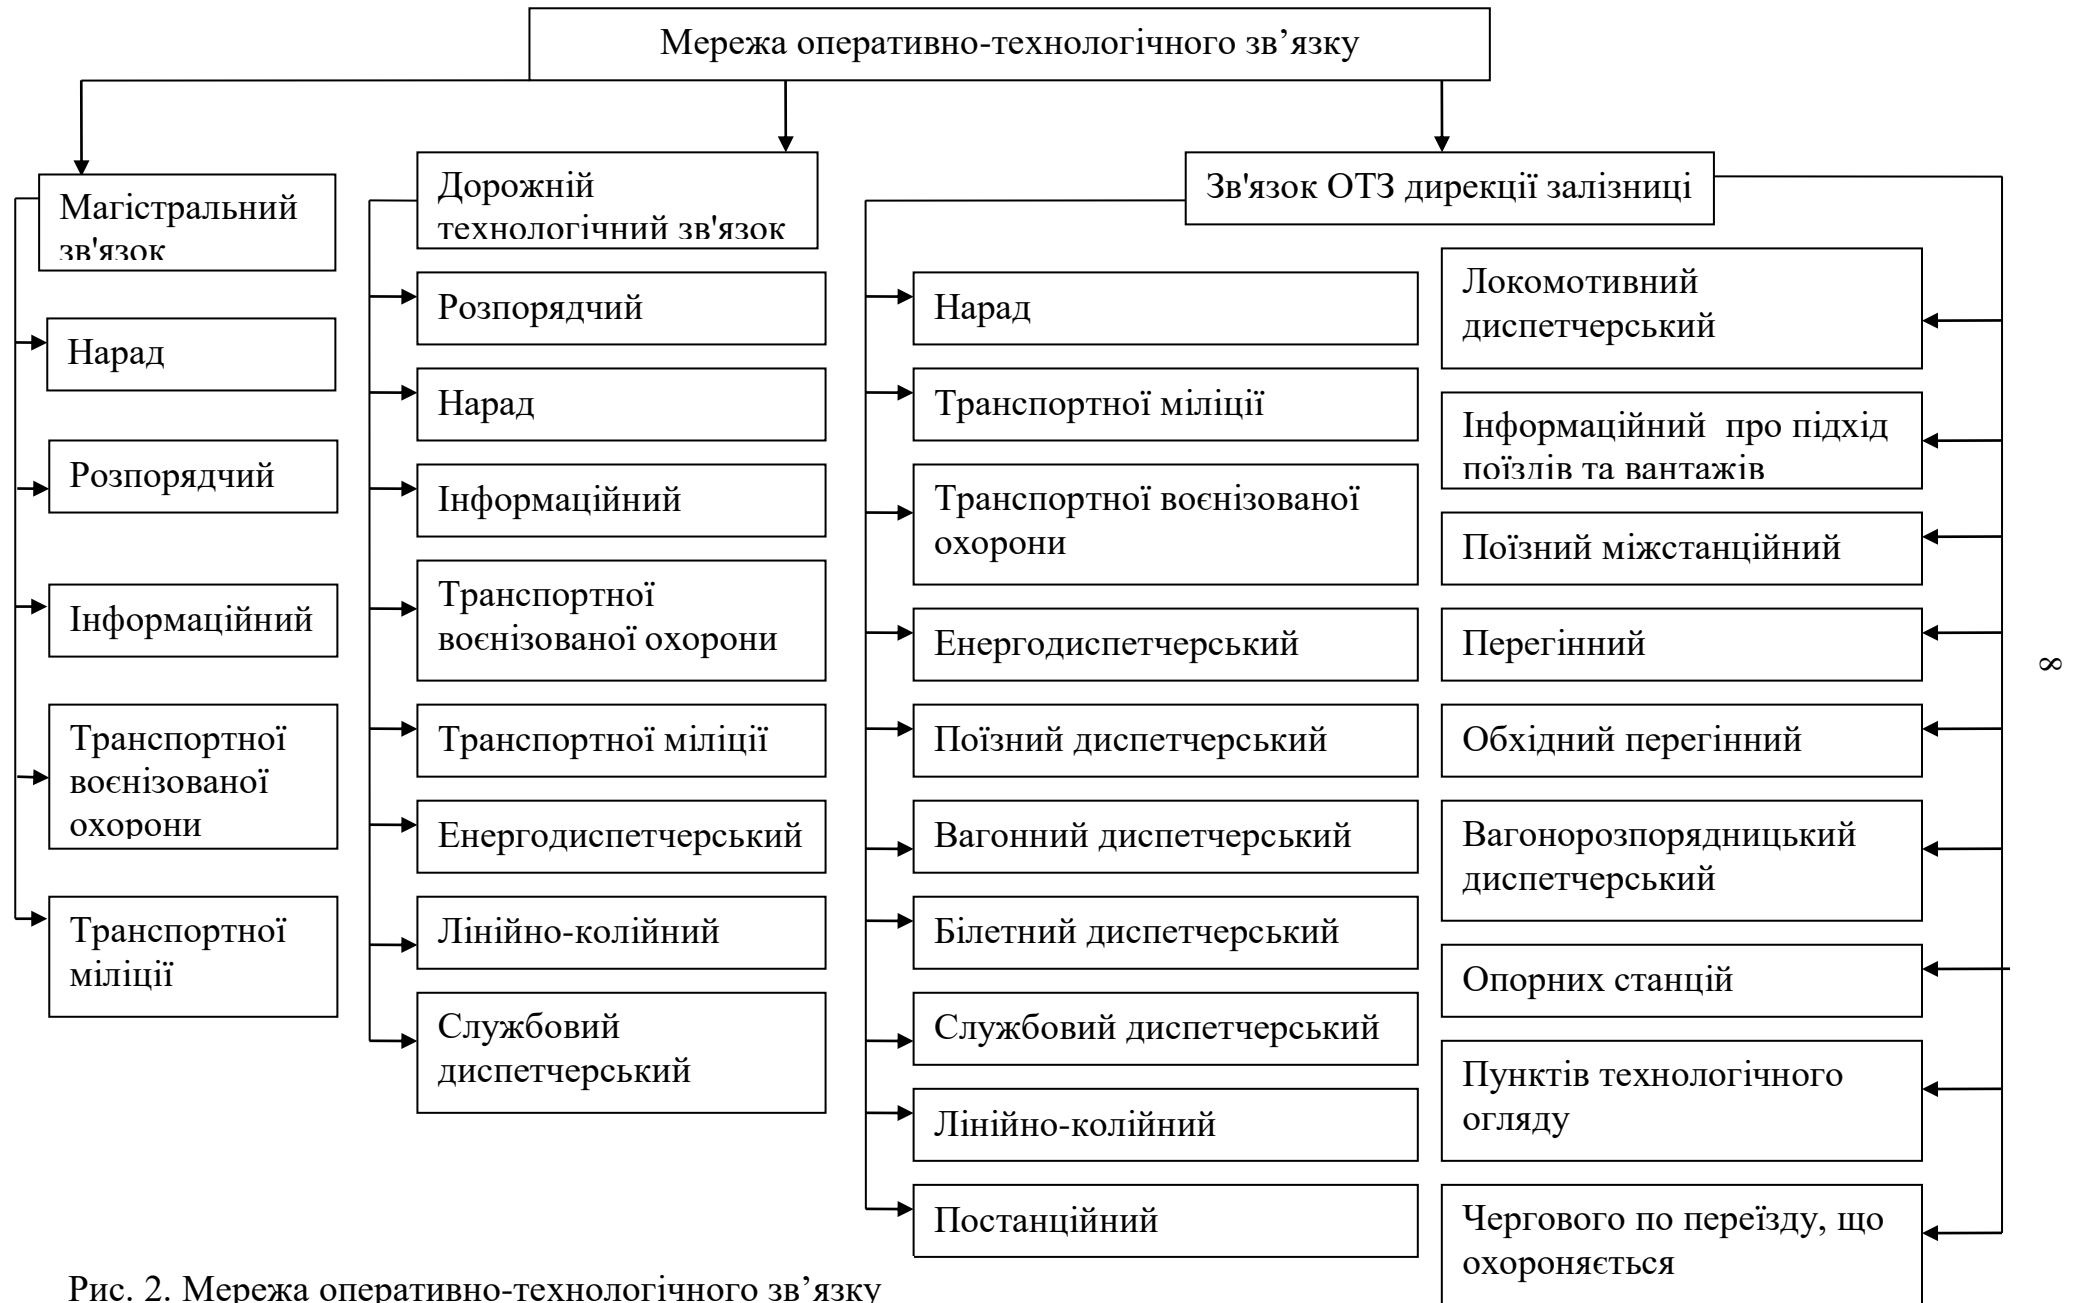 Мережа оперативно-технологічного зв’язку
Магістральний
зв'язок
Нарад
Розпорядчий
Інформаційний
Транспортної
воєнізованої
охорони
Транспортної
міліції
Дорожній
технологічний зв'язок
Розпорядчий
Нарад
Інформаційний
Транспортної
воєнізованої охорони
Транспортної міліції
Енергодиспетчерський
Лінійно-колійний
Службовий
диспетчерський
Зв'язок ОТЗ дирекції залізниці
Нарад
Транспортної міліції
Транспортної воєнізованої
охорони
Енергодиспетчерський
Поїзний диспетчерський
Вагонний диспетчерський
Білетний диспетчерський
Службовий диспетчерський
Лінійно-колійний
Постанційний
Локомотивний
диспетчерський
Інформаційний  про підхід
поїздів та вантажів
Поїзний міжстанційний
Перегінний
Обхідний перегінний
Вагонорозпорядницький
диспетчерський
Опорних станцій
Пунктів технологічного
огляду
Чергового по переїзду, що
охороняється
8
Рис. 2. Мережа оперативно-технологічного зв’язку